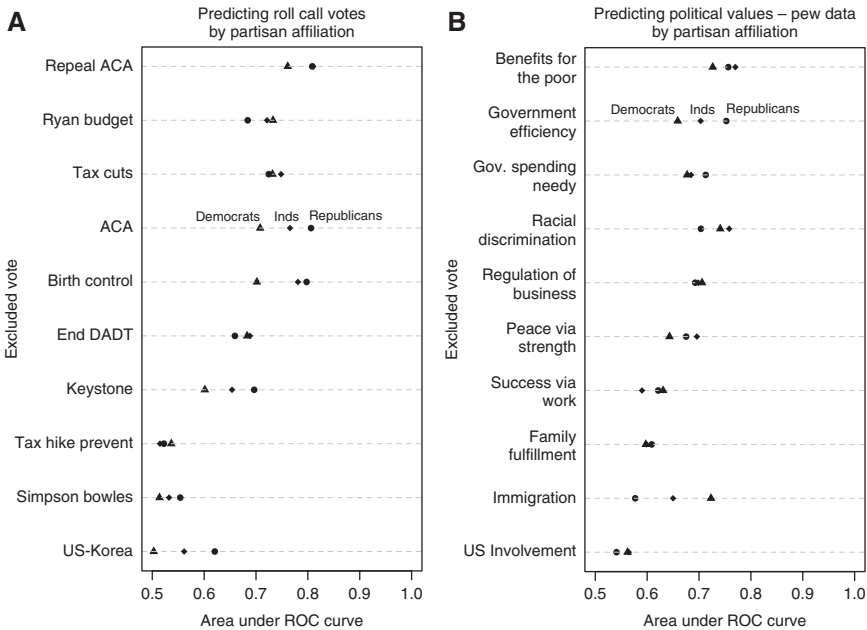 A
Predicting roll call votes
by partisan affiliation
Excluded vote
Repeal ACA
Ryan budget
Tax cuts
ACA
Birth control
End DADT
Keystone
Tax hike prevent
Simpson bowles
US-Korea
Democrats Inds Republicans
0.5 0.6 0.7 0.8 0.9 1.0
Area under ROC curve
B
Predicting political values – pew data
by partisan affiliation
Excluded vote
Benefits for
the poor
Government
efficiency
Gov. spending
needy
Racial
discrimination
Regulation of
business
Peace via
strength
Success via
work
Family
fulfillment
Immigration
US Involvement
Democrats Inds Republicans
0.5 0.6 0.7 0.8 0.9 1.0
Area under ROC curve